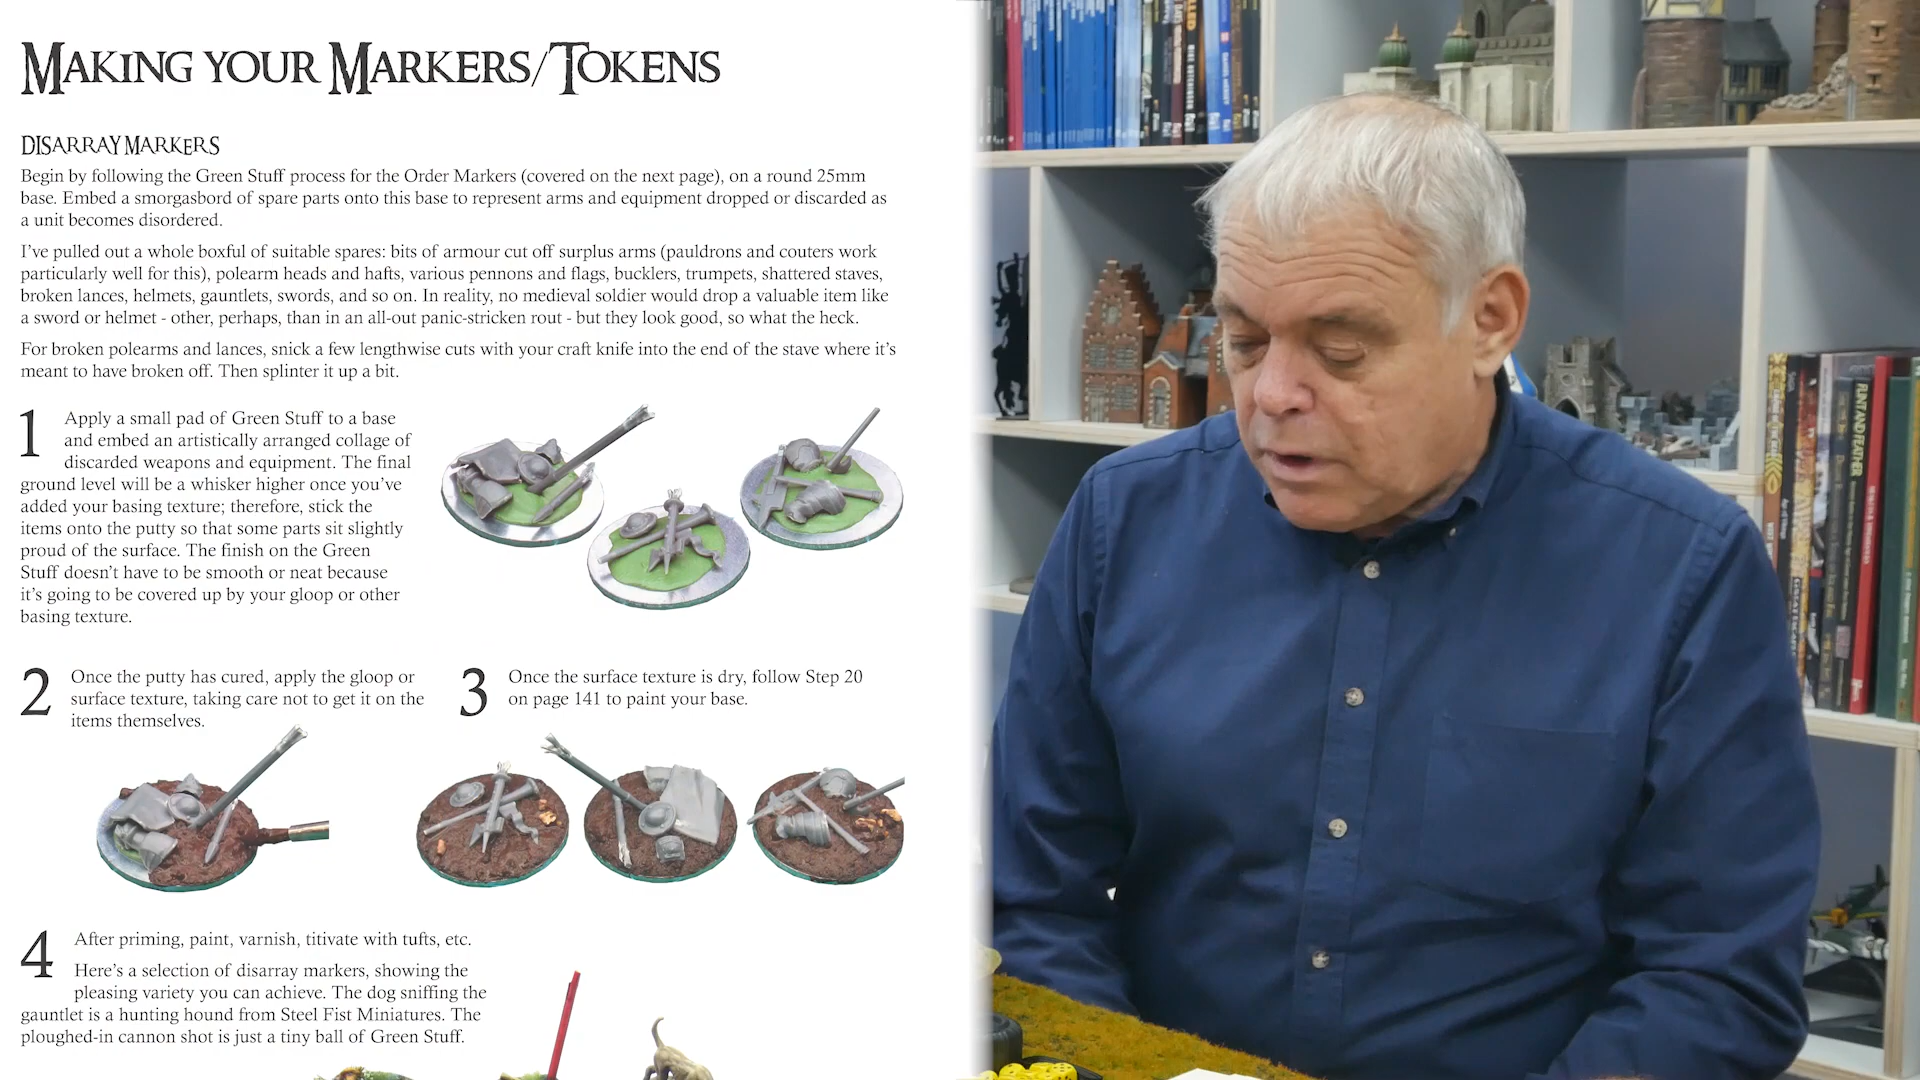 MAKING YOUR MARKERS/TOKENS
DISARRAY MARKERS
Begin by following the Green Stuff process for the Order Markers (covered on the next page), on a round 25mm
base. Embed a smorgasbord of spare parts onto this base to represent arms and equipment dropped or discarded as
a unit becomes disordered.
I've pulled out a whole boxful of suitable spares: bits of armour cut off surplus arms (pauldrons and couters work
particularly well for this), polearm heads and hafts, various pennons and flags, bucklers, trumpets, shattered staves,
broken lances, helmets, gauntlets, swords, and so on. In reality, no medieval soldier would drop a valuable item like
a sword or helmet - other, perhaps, than in an all-out panic-stricken rout - but they look good, so what the heck.
For broken polearms and lances, snick a few lengthwise cuts with your craft knife into the end of the stave where it's
meant to have broken off. Then splinter it up a bit.
1
Apply a small pad of Green Stuff to a base
and embed an artistically arranged collage of
discarded weapons and equipment. The final
ground level will be a whisker higher once you've
added your basing texture; therefore, stick the
items onto the putty so that some parts sit slightly
proud of the surface. The finish on the Green
Stuff doesn't have to be smooth or neat because
it's going to be covered up by your gloop or other
basing texture.
2
Once the putty has cured, apply the gloop or
surface texture, taking care not to get it on the
items themselves.
3
Once the surface texture is dry, follow Step 20
on page 141 to paint your base.
4
After priming, paint, varnish, titivate with tufts, etc.
Here's a selection of disarray markers, showing the
pleasing variety you can achieve. The dog sniffing the
gauntlet is a hunting hound from Steel Fist Miniatures. The
ploughed-in cannon shot is just a tiny ball of Green Stuff.
FUR AND FEATHER